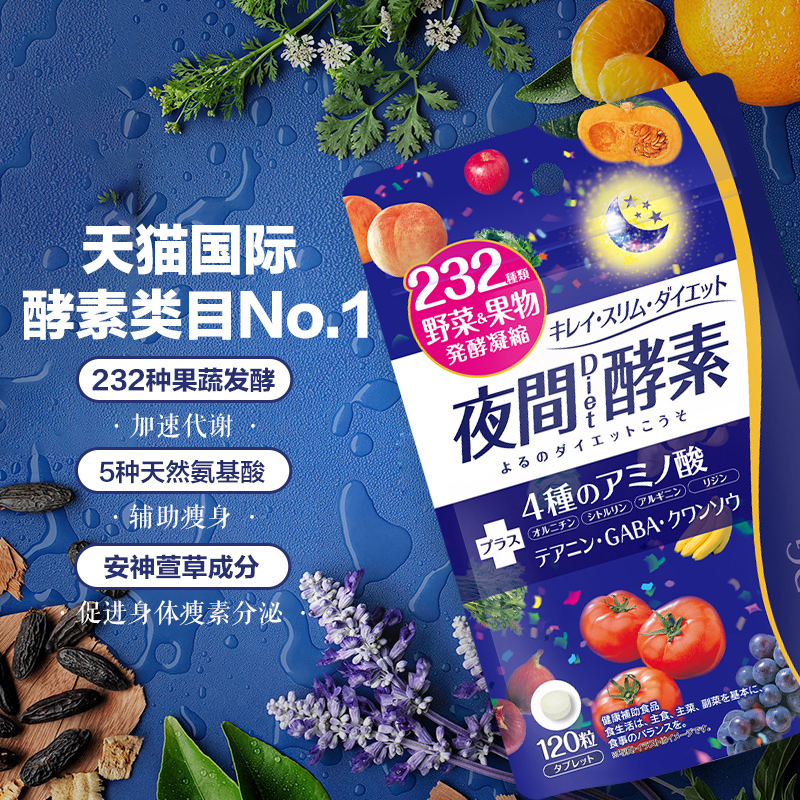 天猫国际
酵素类目No.1
232种果蔬发酵
· 加速代谢 ·
5种天然氨基酸
· 辅助瘦身 ·
安神萱草成分
· 促进身体瘦素分泌 ·
232種類
野菜&果物
発酵凝縮
キレイ・スリム・ダイエット
夜間Diet酵素
よるのダイエットこうそ
プラス
4種のアミノ酸
オルニチン シトルリン アルギニン リジン
テアニン・GABA・クワンソウ
120粒
タブレット
健康補助食品
食生活は、主食、主菜、副菜を基本に、
食事のバランスを。